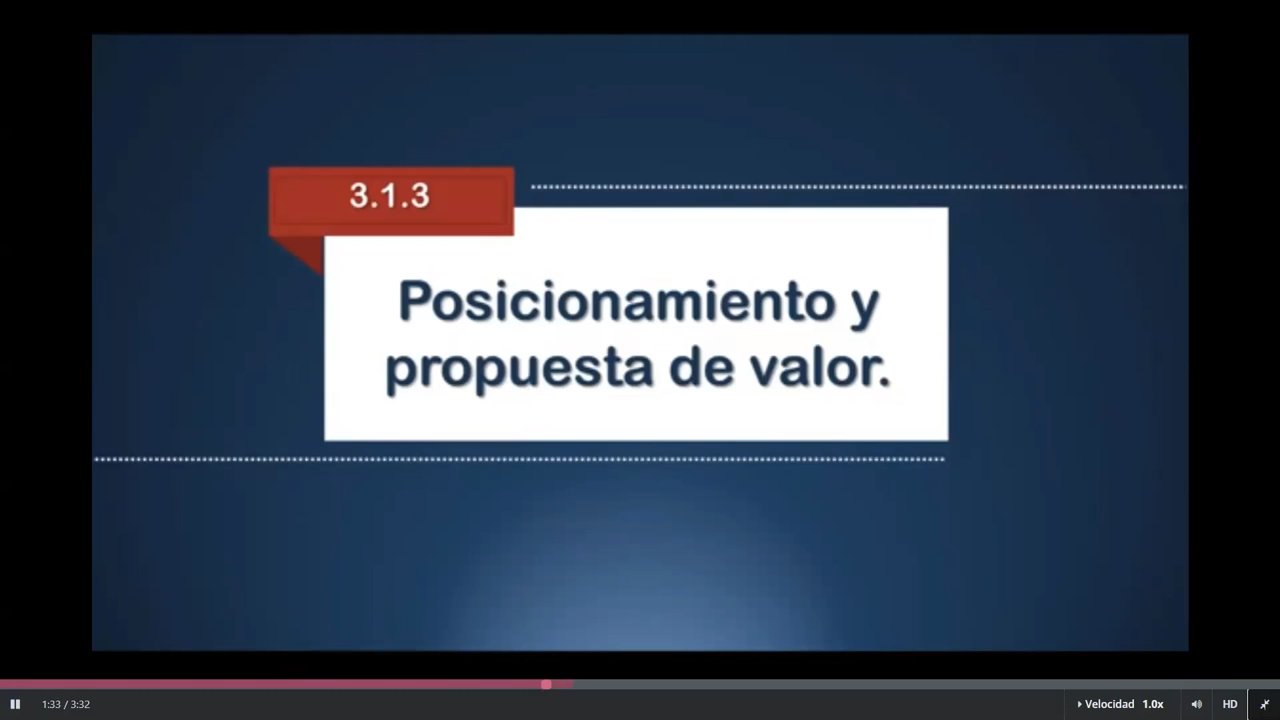 3.1.3
Posicionamiento y
propuesta de valor.
1:33 / 3:32
Velocidad 1.0x
HD